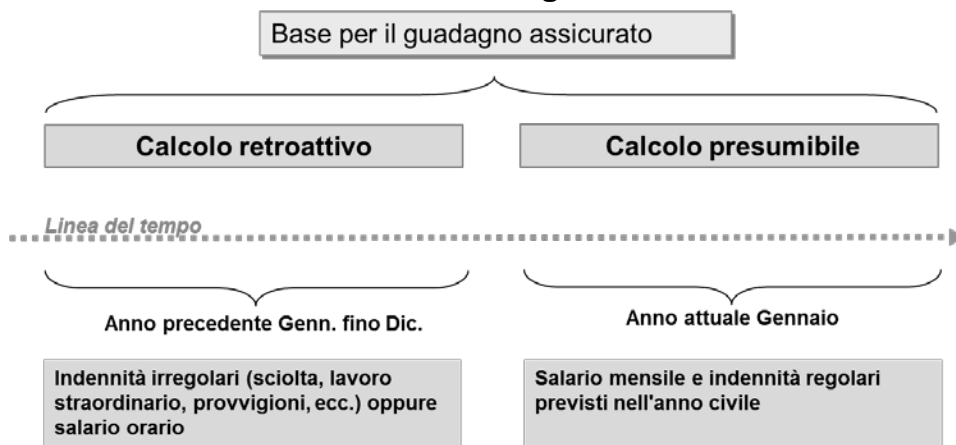 Base per il guadagno assicurato
Calcolo retroattivo
Calcolo presumibile
Linea del tempo
Anno precedente Genn. fino Dic.
Anno attuale Gennaio
Indennità irregolari (sciolta, lavoro
straordinario, provvigioni, ecc.) oppure
salario orario
Salario mensile e indennità regolari
previsti nell'anno civile